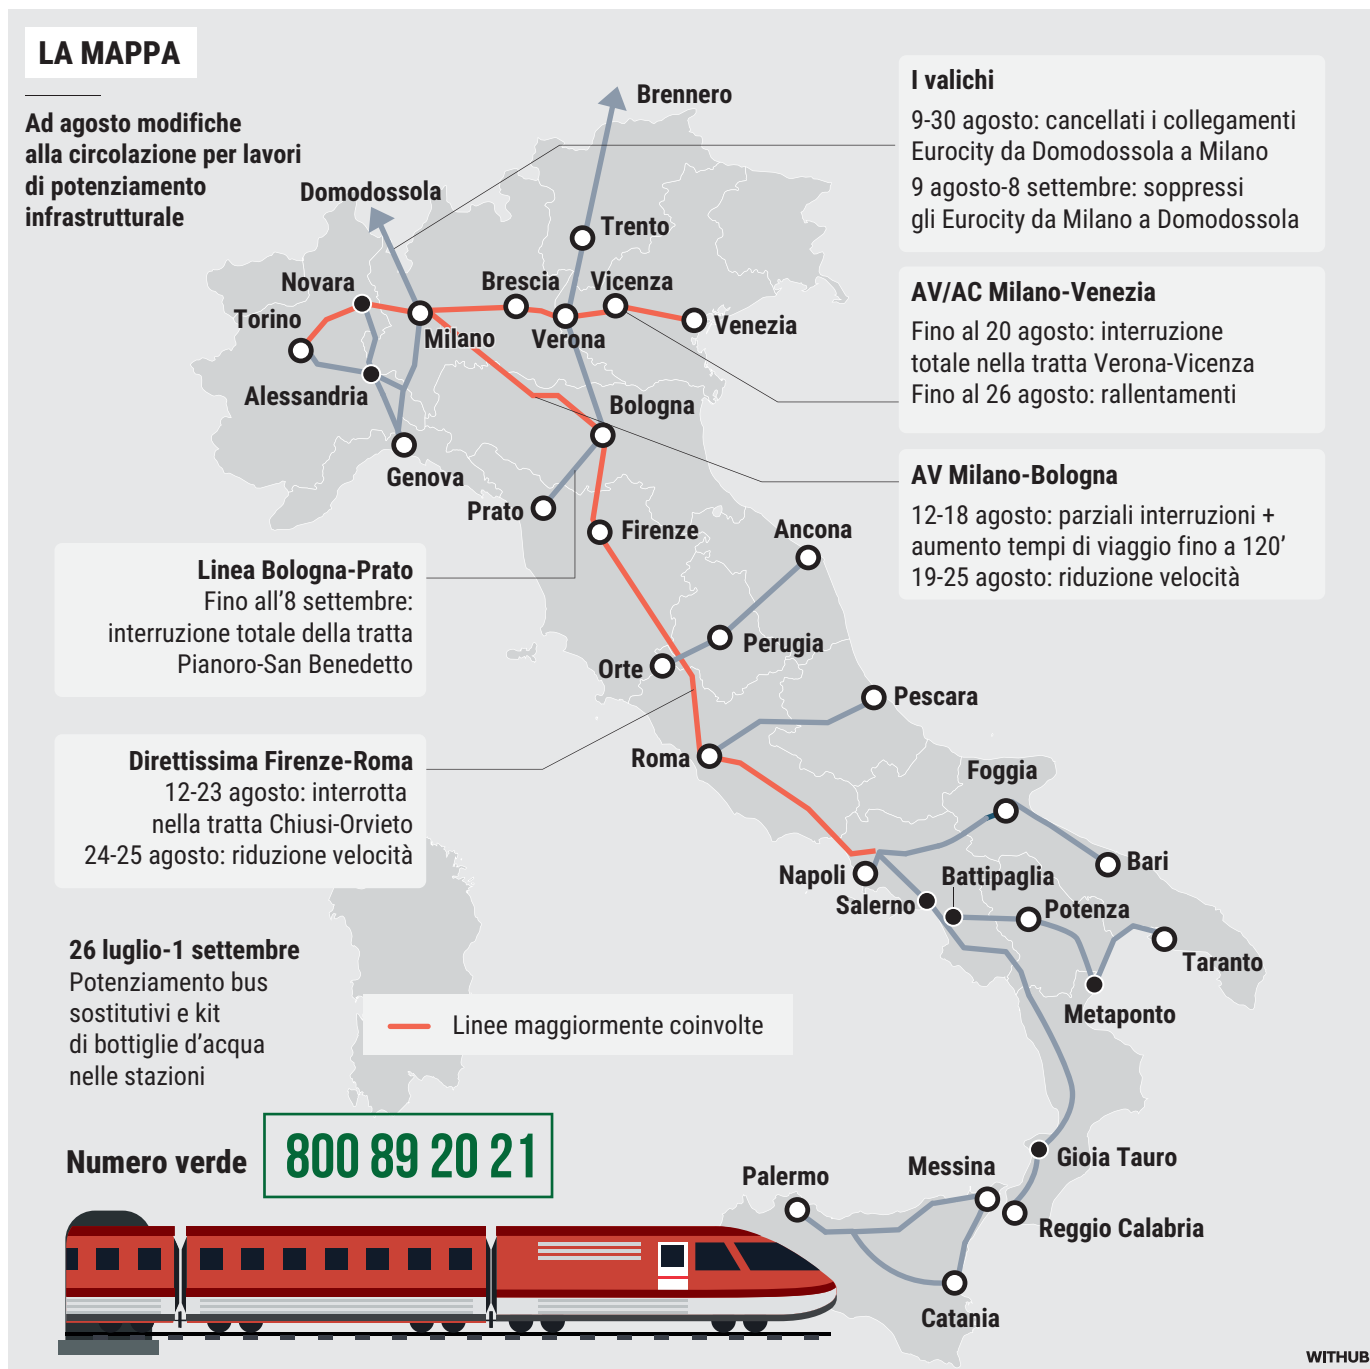 LA MAPPA
Ad agosto modifiche
alla circolazione per lavori
di potenziamento
infrastrutturale
I valichi
9-30 agosto: cancellati i collegamenti
Eurocity da Domodossola a Milano
9 agosto-8 settembre: soppressi
gli Eurocity da Milano a Domodossola
AV/AC Milano-Venezia
Fino al 20 agosto: interruzione
totale nella tratta Verona-Vicenza
Fino al 26 agosto: rallentamenti
AV Milano-Bologna
12-18 agosto: parziali interruzioni +
aumento tempi di viaggio fino a 120’
19-25 agosto: riduzione velocità
Brennero
Domodossola
Trento
Novara
Brescia
Vicenza
Torino
Milano
Verona
Venezia
Alessandria
Bologna
Genova
Prato
Firenze
Ancona
Linea Bologna-Prato
Fino all’8 settembre:
interruzione totale della tratta
Pianoro-San Benedetto
Perugia
Orte
Pescara
Roma
Direttissima Firenze-Roma
12-23 agosto: interrotta
nella tratta Chiusi-Orvieto
24-25 agosto: riduzione velocità
Foggia
Bari
Napoli
Battipaglia
Salerno
Potenza
Taranto
Metaponto
26 luglio-1 settembre
Potenziamento bus
sostitutivi e kit
di bottiglie d’acqua
nelle stazioni
Linee maggiormente coinvolte
Numero verde
800 89 20 21
Gioia Tauro
Messina
Palermo
Reggio Calabria
Catania
WITHUB